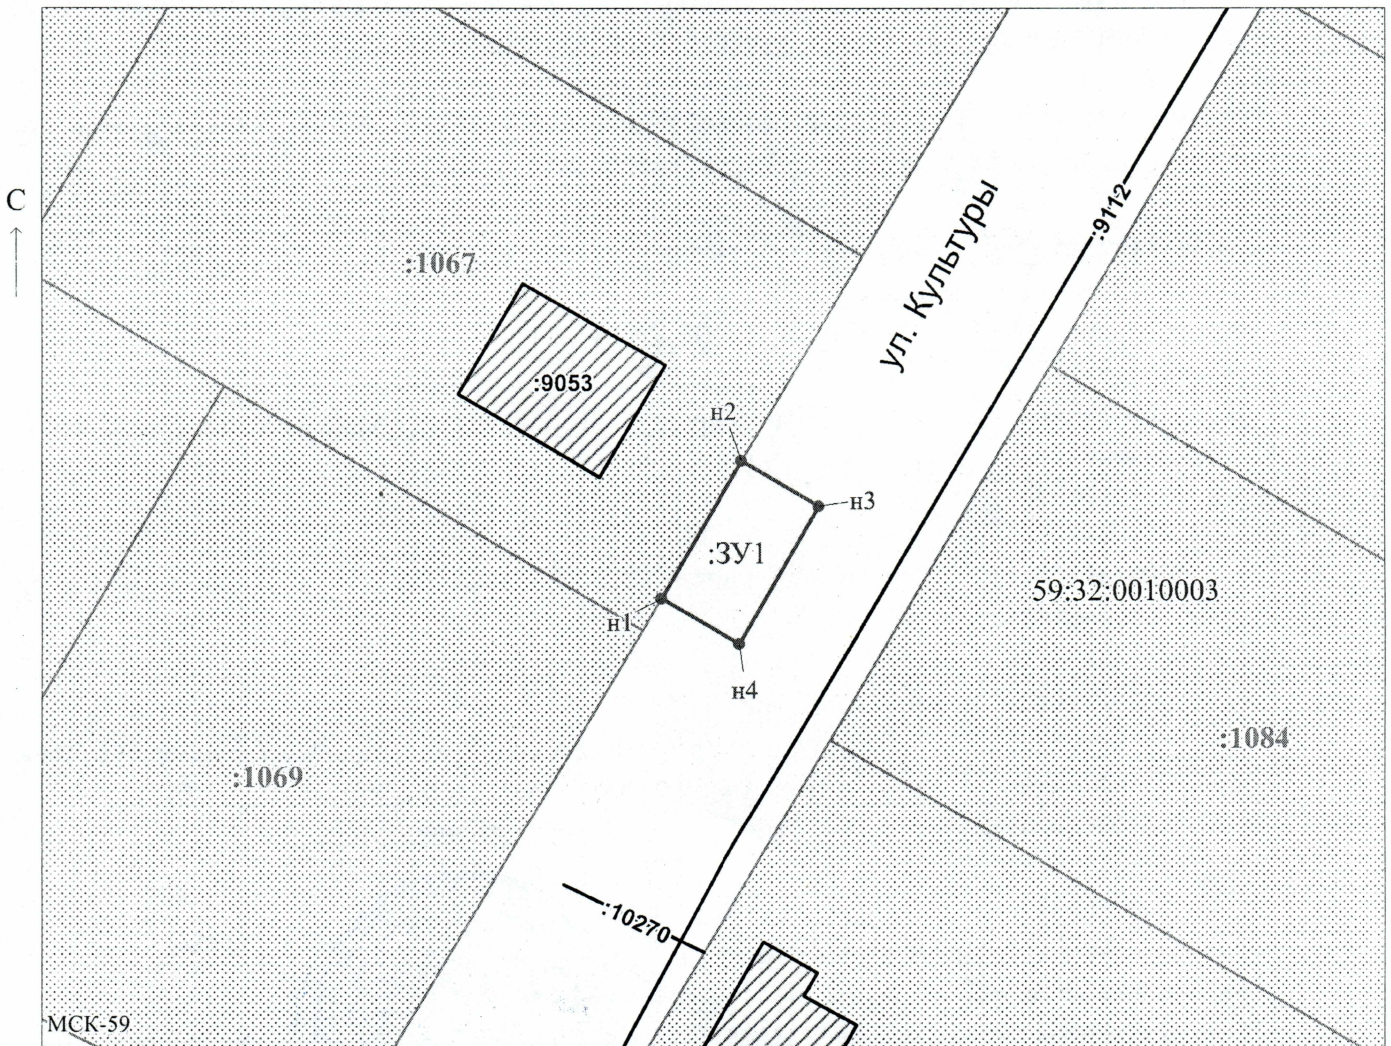 С
ул. Культуры
:9112
:1067
:9053
н2
н3
:ЗУ1
59:32:0010003
н1
н4
:1084
:1069
:10270
МСК-59